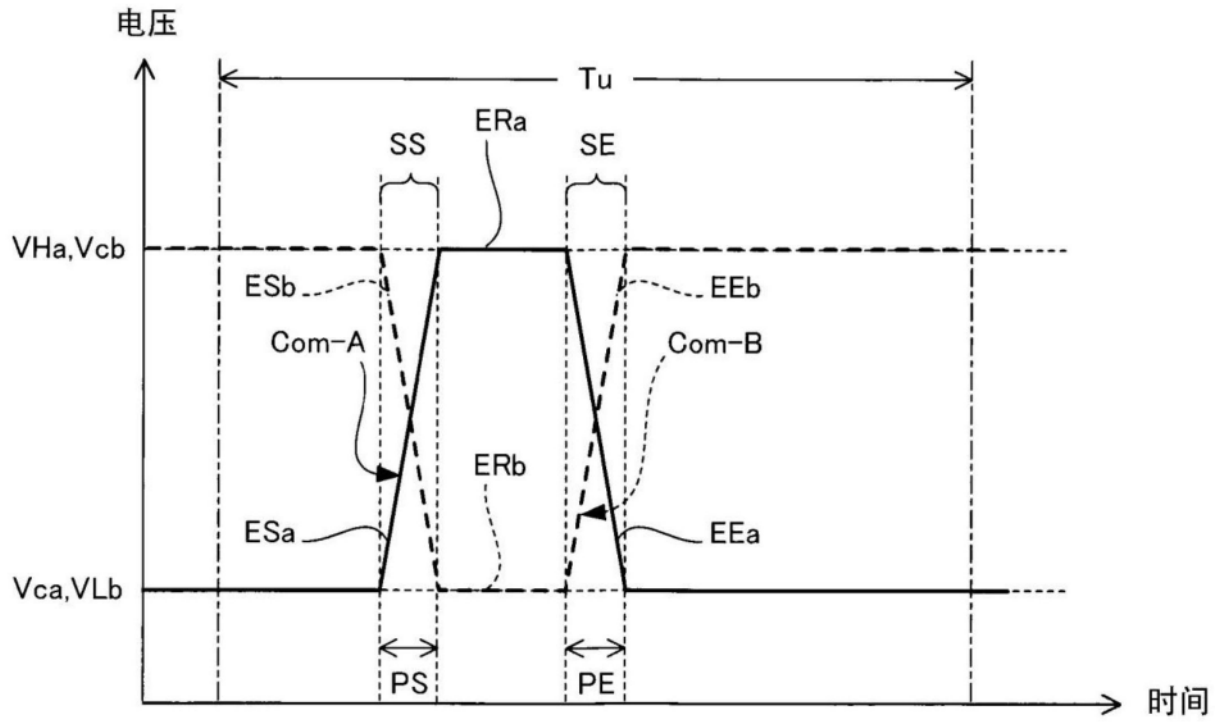 电压
Tu
ERa
SS
SE
VHa,Vcb
ESb
EEb
Com-A
Com-B
ERb
ESa
EEa
Vca,VLb
PS
PE
时间